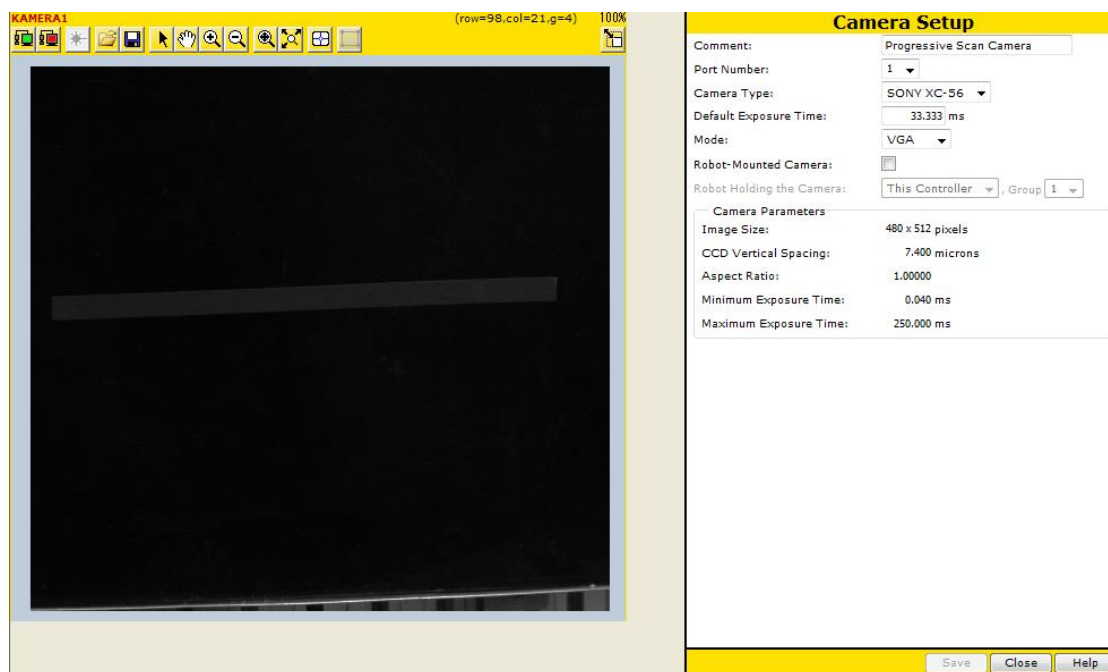 KAMERA1 (row=98,col=21,g=4) 100%
Camera Setup
Comment: Progressive Scan Camera
Port Number: 1
Camera Type: SONY XC-56
Default Exposure Time: 33.333 ms
Mode: VGA
Robot-Mounted Camera:
Robot Holding the Camera: This Controller , Group 1
Camera Parameters
Image Size: 480 x 512 pixels
CCD Vertical Spacing: 7.400 microns
Aspect Ratio: 1.00000
Minimum Exposure Time: 0.040 ms
Maximum Exposure Time: 250.000 ms
Save Close Help